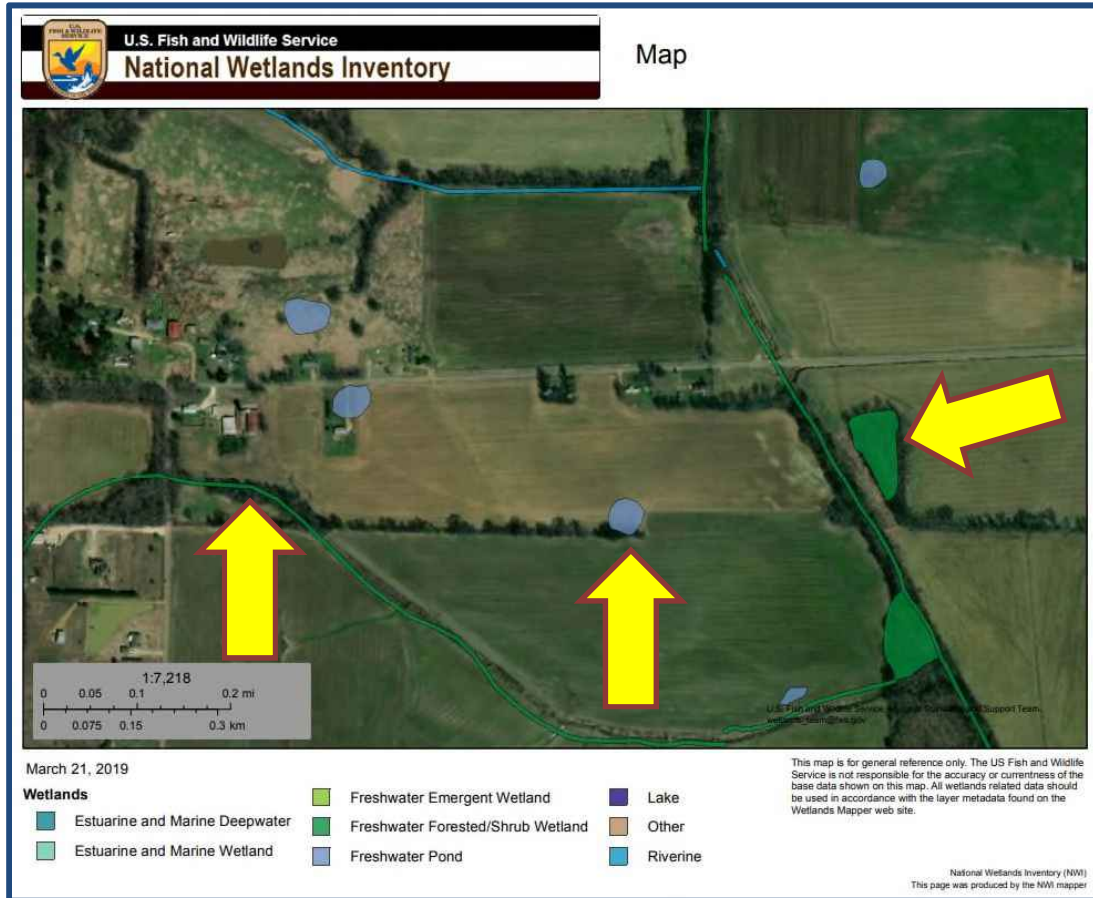 U.S.
FISH & WILDLIFE
SERVICE
U.S. Fish and Wildlife Service
National Wetlands Inventory
Map
1:7,218
0 0.05 0.1 0.2 mi
0 0.075 0.15 0.3 km
U.S. Fish and Wildlife Service, and Support Team,
wetlands_team@fws.gov
March 21, 2019
Wetlands
Estuarine and Marine Deepwater
Estuarine and Marine Wetland
Freshwater Emergent Wetland
Freshwater Forested/Shrub Wetland
Freshwater Pond
Lake
Other
Riverine
This map is for general reference only. The US Fish and Wildlife
Service is not responsible for the accuracy or currentness of the
base data shown on this map. All wetlands related data should
be used in accordance with the layer metadata found on the
Wetlands Mapper web site.
National Wetlands Inventory (NWI)
This page was produced by the NWI mapper